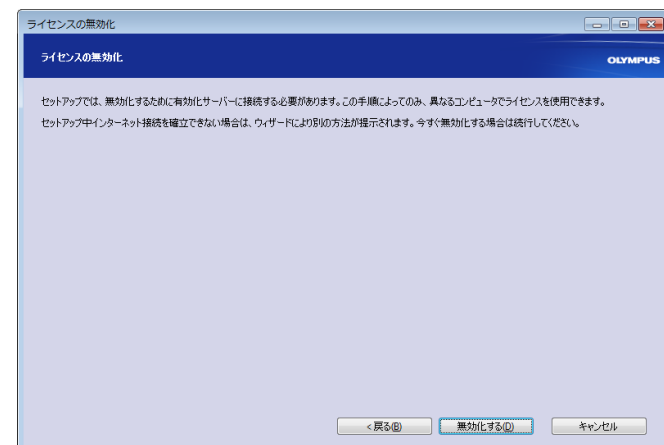 ライセンスの無効化
ライセンスの無効化
OLYMPUS
セットアップでは、無効化するために有効化サーバーに接続する必要があります。この手順によってのみ、異なるコンピュータでライセンスを使用できます。
セットアップ中インターネット接続を確立できない場合は、ウィザードにより別の方法が提示されます。今すぐ無効化する場合は続行してください。
<戻る(B) 無効化する(D) キャンセル